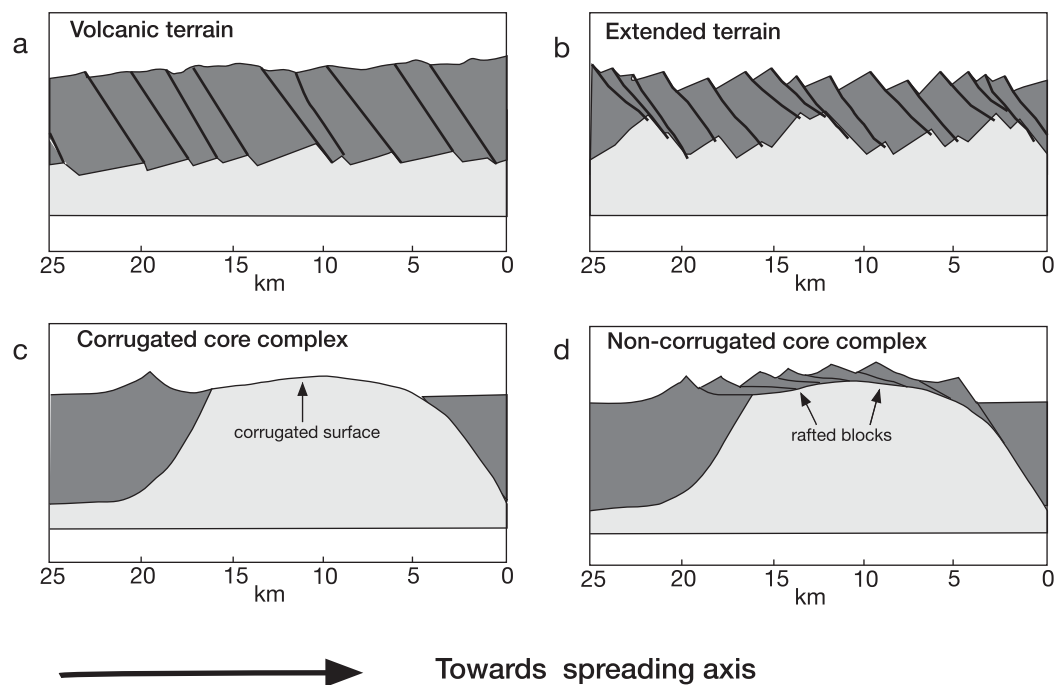 a
Volcanic terrain
25 20 15 10 5 0
km
b
Extended terrain
25 20 15 10 5 0
km
c
Corrugated core complex
corrugated surface
25 20 15 10 5 0
km
d
Non-corrugated core complex
rafted blocks
25 20 15 10 5 0
km
Towards spreading axis